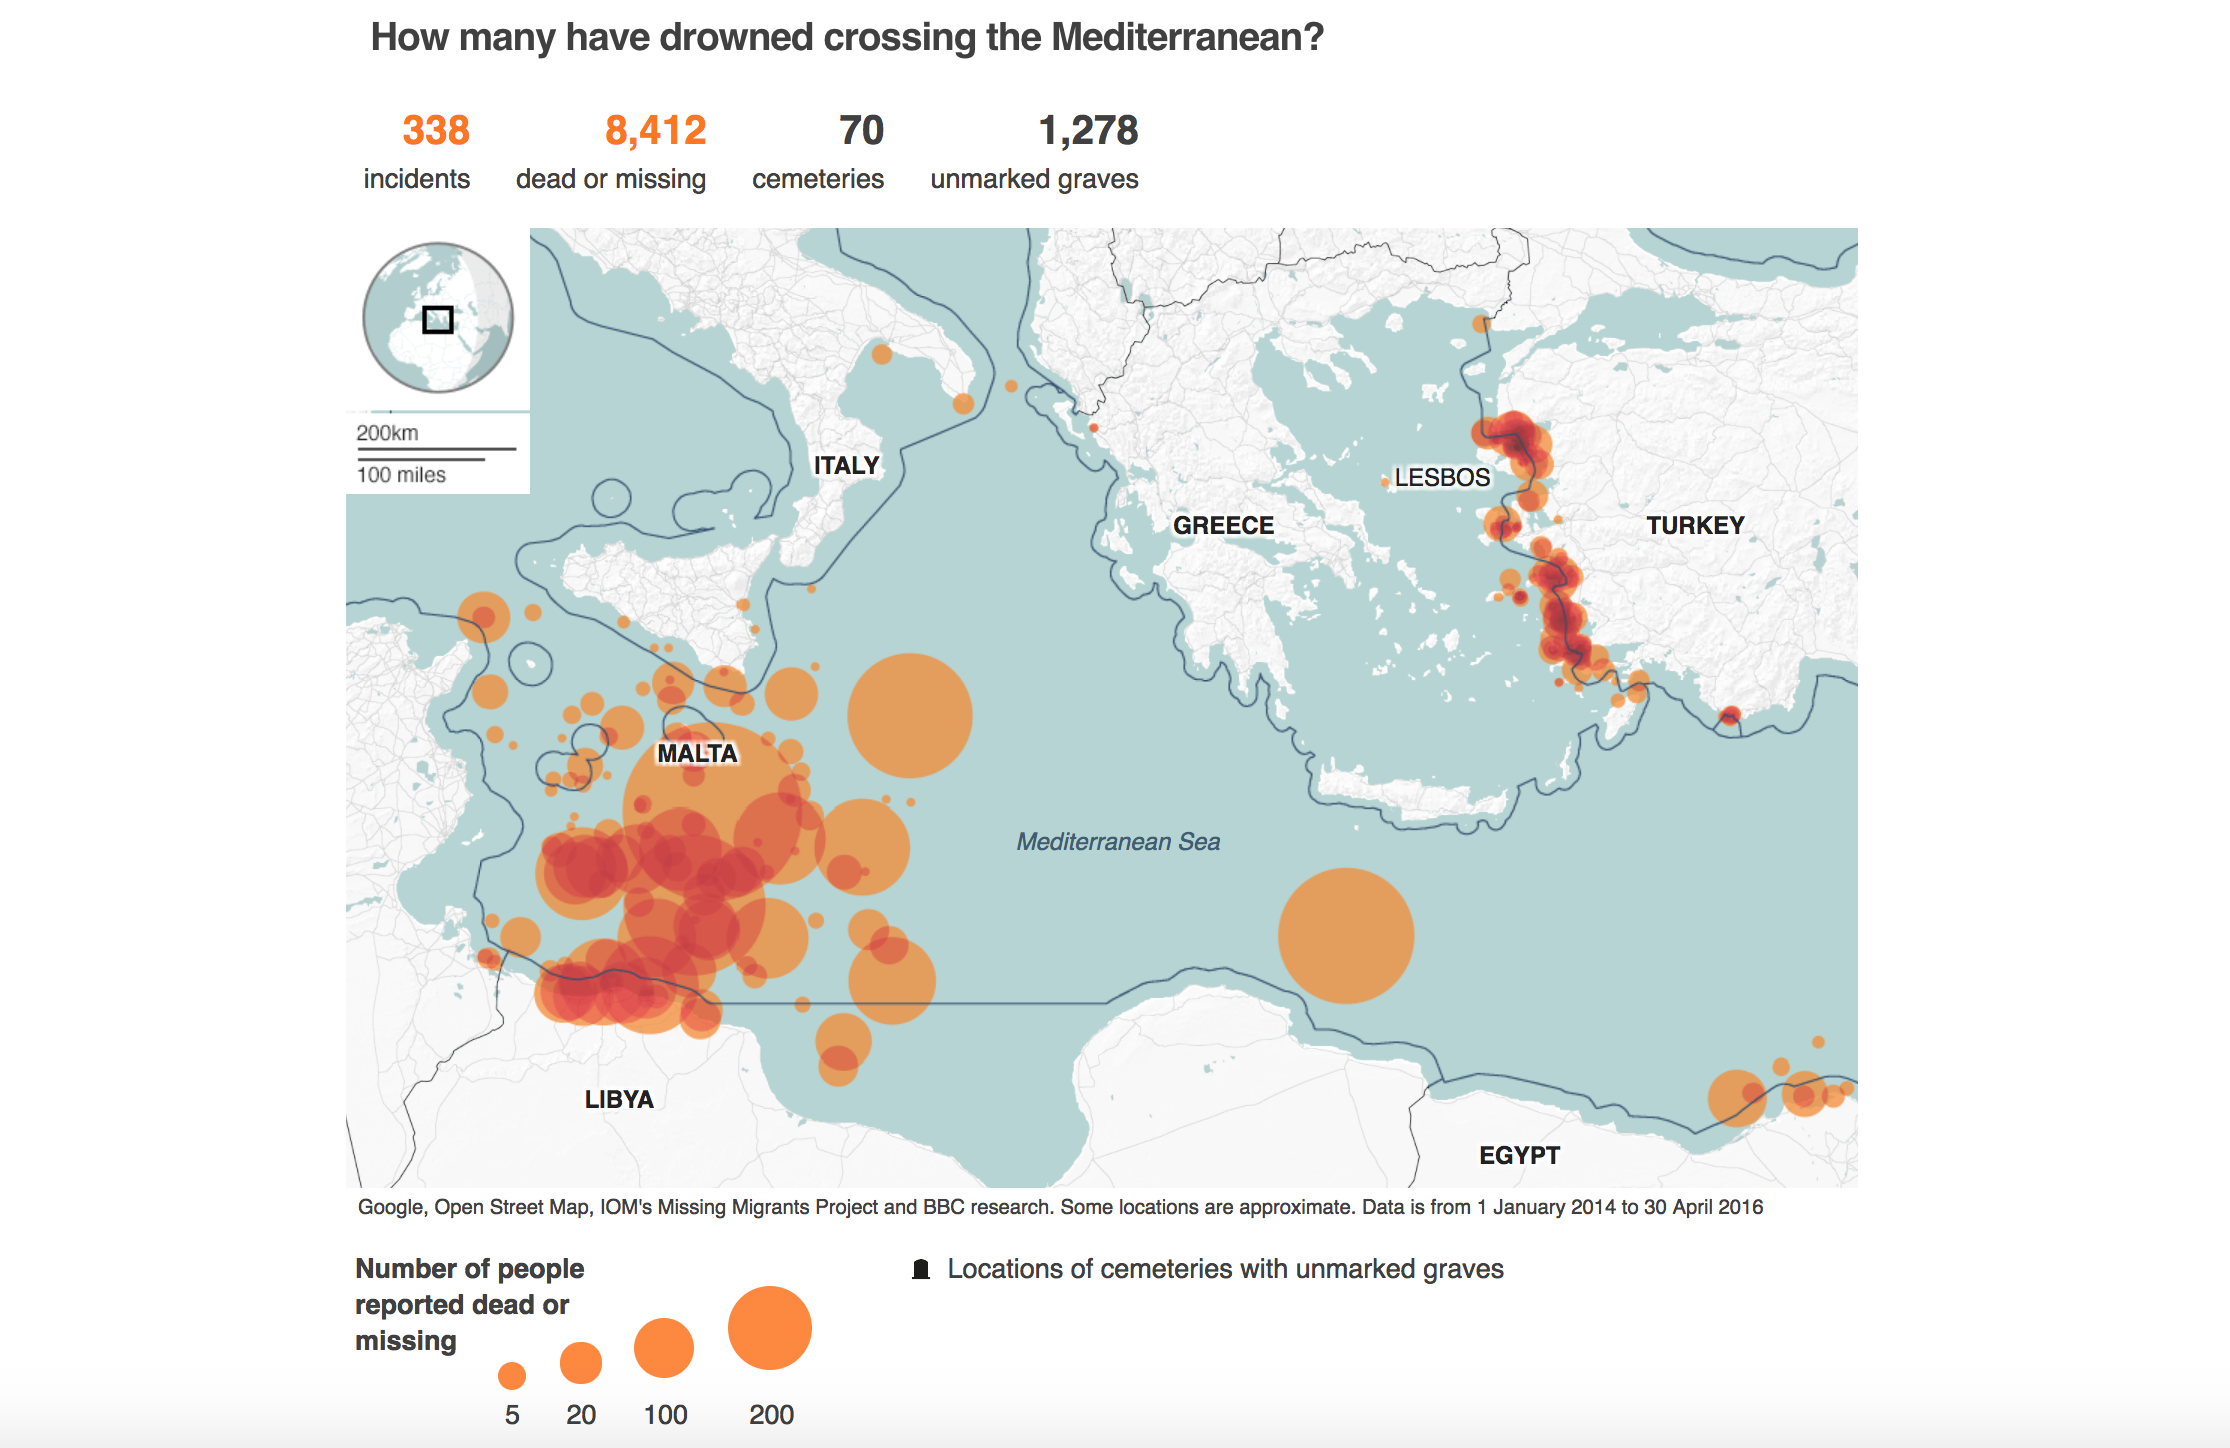 How many have drowned crossing the Mediterranean?
338
incidents
8,412
dead or missing
70
cemeteries
1,278
unmarked graves
200km
100 miles
ITALY
LESBOS
GREECE
TURKEY
MALTA
Mediterranean Sea
LIBYA
EGYPT
Google, Open Street Map, IOM's Missing Migrants Project and BBC research. Some locations are approximate. Data is from 1 January 2014 to 30 April 2016
Number of people
reported dead or
missing
5 20 100 200
Locations of cemeteries with unmarked graves